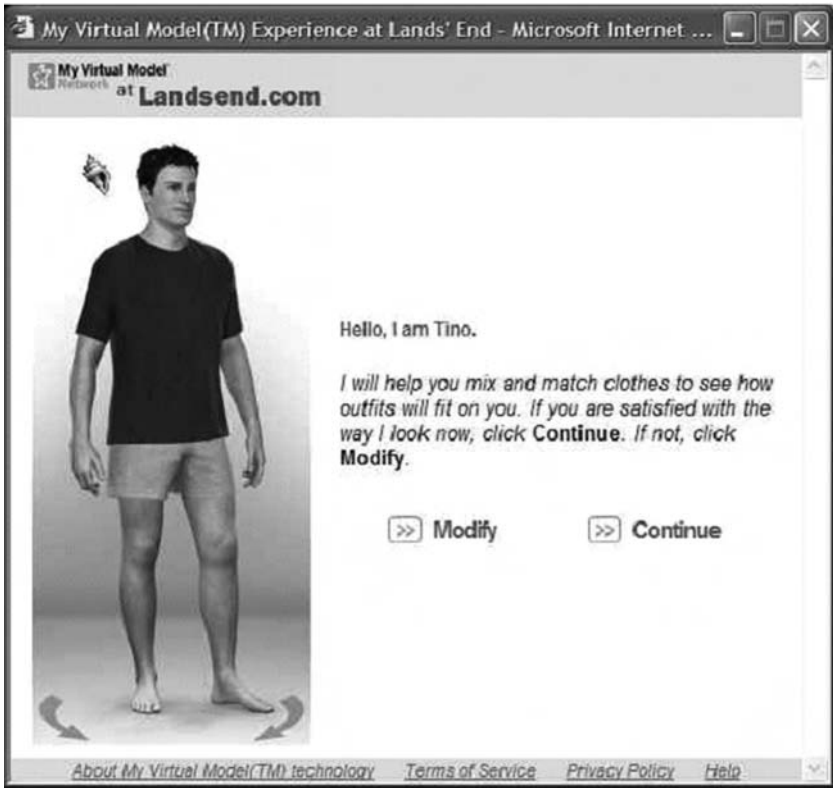 My Virtual Model(TM) Experience at Lands' End - Microsoft Internet ...
My Virtual Model
Network at Landsend.com
Hello, I am Tino.
I will help you mix and match clothes to see how
outfits will fit on you. If you are satisfied with the
way I look now, click Continue. If not, click
Modify.
>> Modify >> Continue
About My Virtual Model(TM) technology Terms of Service Privacy Policy Help